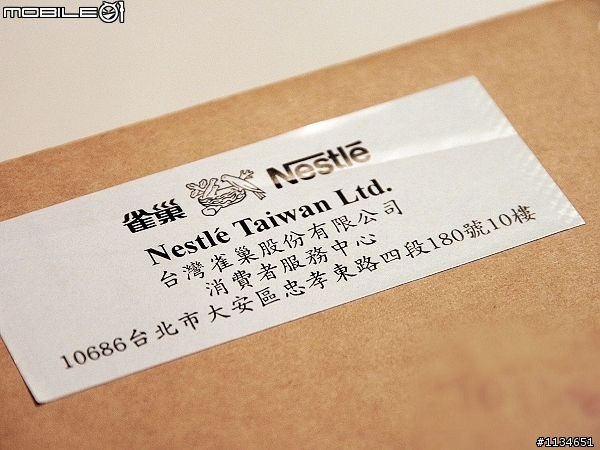 MOBILE01
雀巢 Nestlé
Nestlé Taiwan Ltd.
台灣雀巢股份有限公司
消費者服務中心
10686台北市大安區忠孝東路四段180號10樓
#1134651